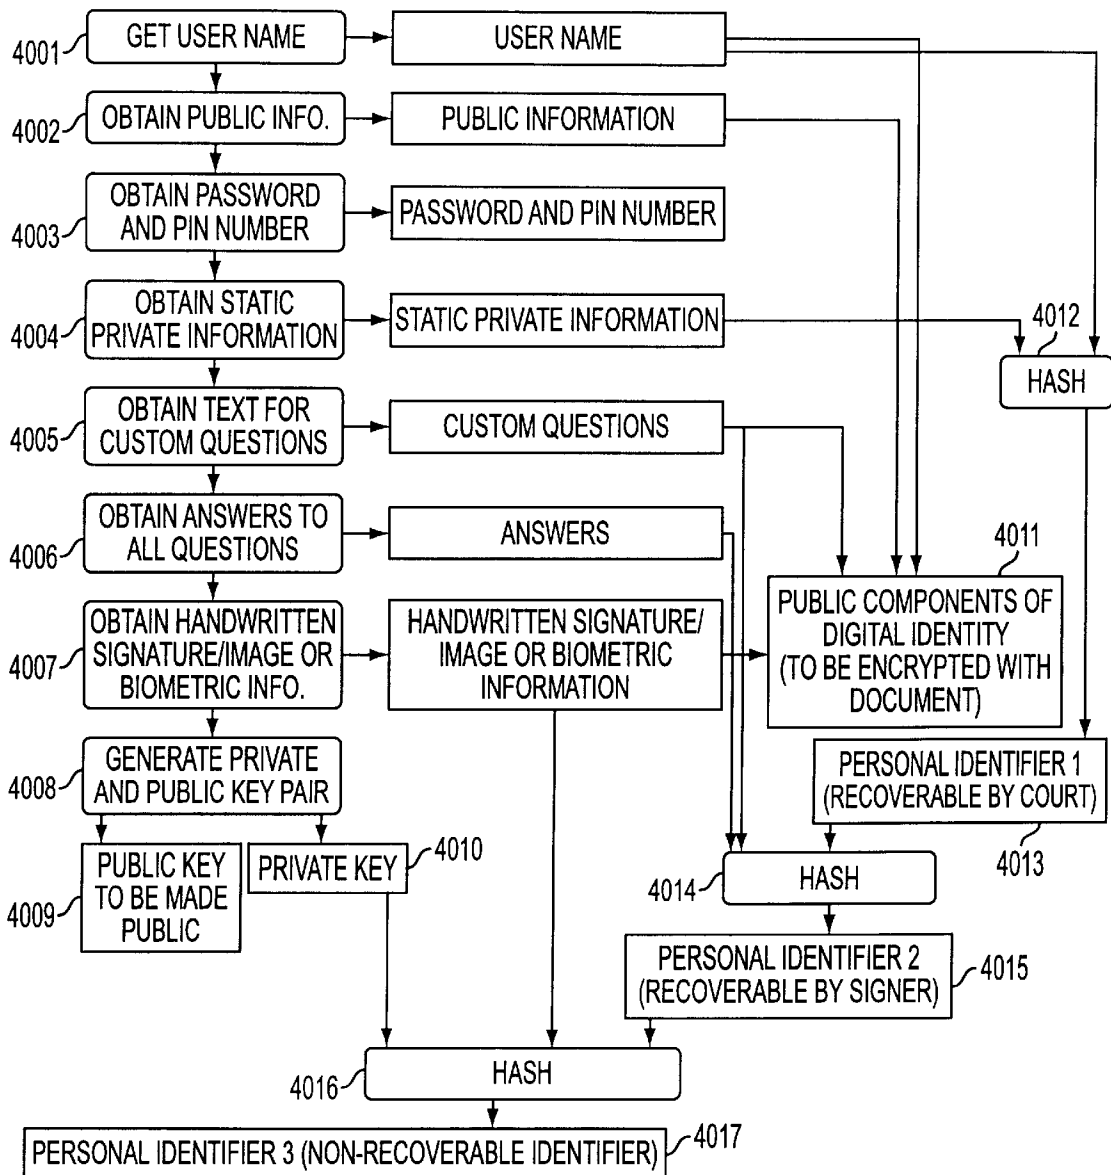 4001
GET USER NAME
USER NAME
4002
OBTAIN PUBLIC INFO.
PUBLIC INFORMATION
4003
OBTAIN PASSWORD
AND PIN NUMBER
PASSWORD AND PIN NUMBER
4004
OBTAIN STATIC
PRIVATE INFORMATION
STATIC PRIVATE INFORMATION
4012
HASH
4005
OBTAIN TEXT FOR
CUSTOM QUESTIONS
CUSTOM QUESTIONS
4006
OBTAIN ANSWERS TO
ALL QUESTIONS
ANSWERS
4011
PUBLIC COMPONENTS OF
DIGITAL IDENTITY
(TO BE ENCRYPTED WITH
DOCUMENT)
4007
OBTAIN HANDWRITTEN
SIGNATURE/IMAGE OR
BIOMETRIC INFO.
HANDWRITTEN SIGNATURE/
IMAGE OR BIOMETRIC
INFORMATION
4008
GENERATE PRIVATE
AND PUBLIC KEY PAIR
PERSONAL IDENTIFIER 1
(RECOVERABLE BY COURT)
4013
4009
PUBLIC KEY
TO BE MADE
PUBLIC
PRIVATE KEY
4010
4014
HASH
PERSONAL IDENTIFIER 2
(RECOVERABLE BY SIGNER)
4015
4016
HASH
PERSONAL IDENTIFIER 3 (NON-RECOVERABLE IDENTIFIER)
4017